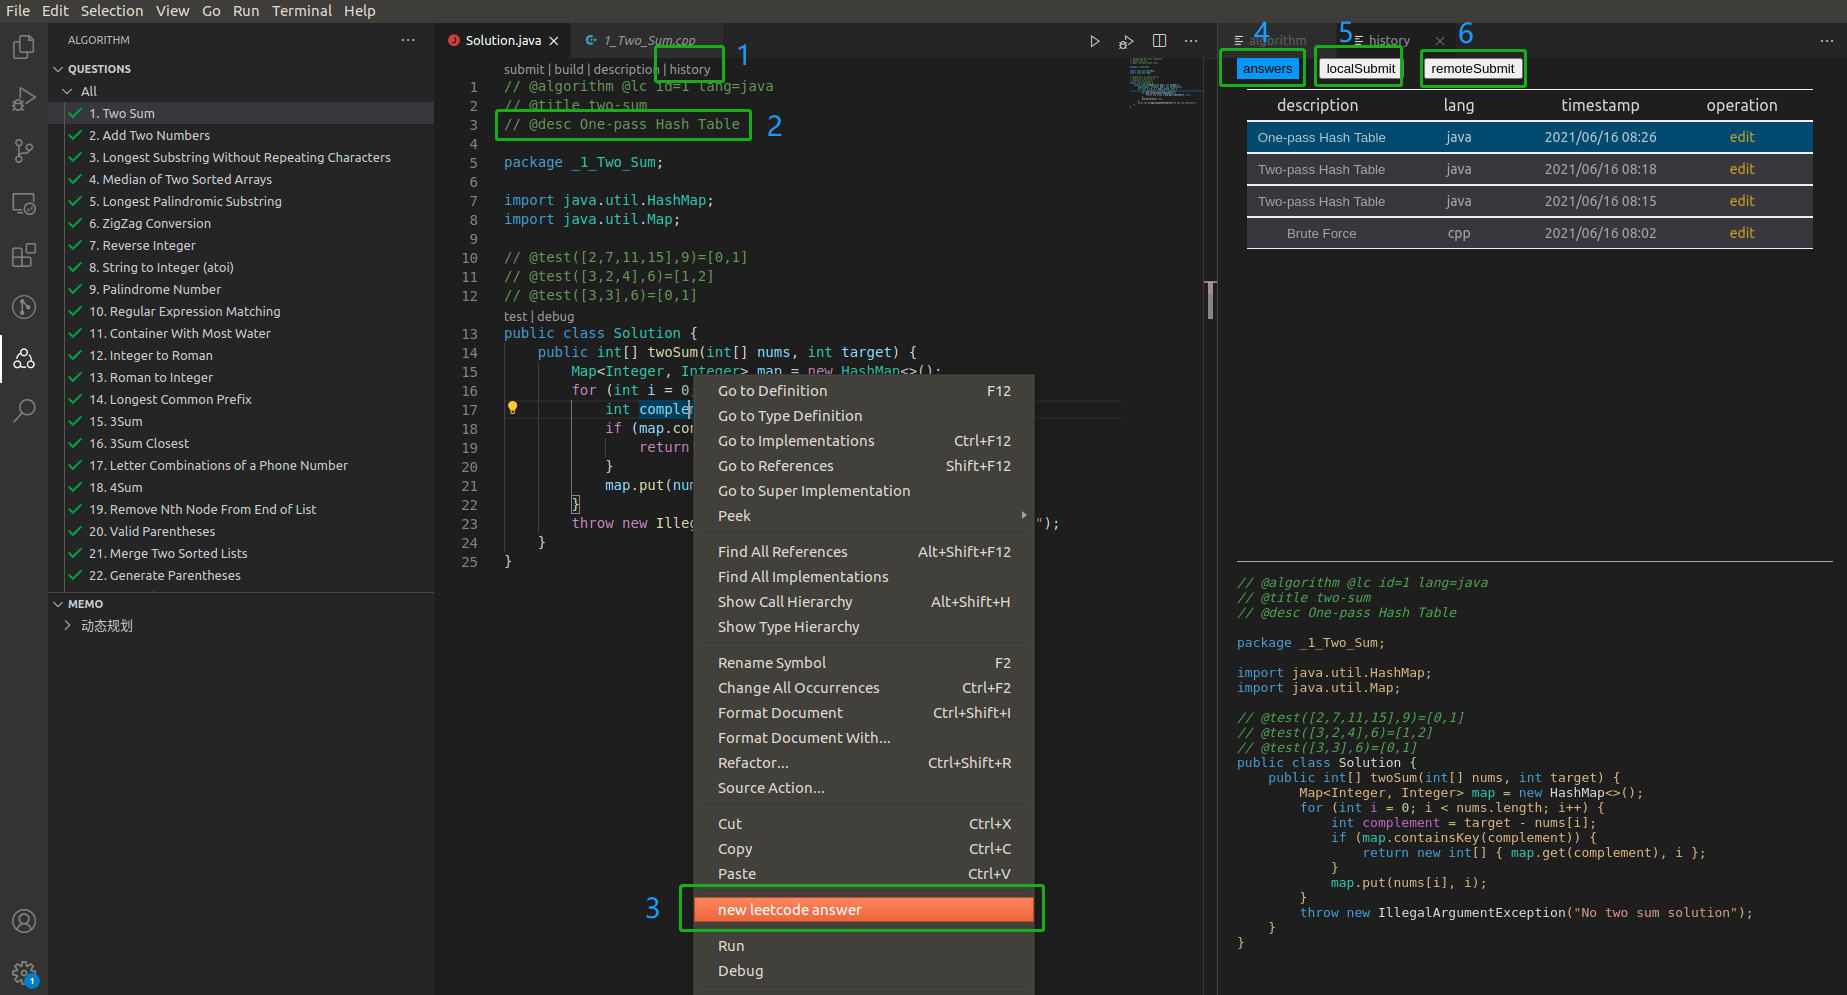 File Edit Selection View Go Run Terminal Help
ALGORITHM ···
QUESTIONS
All
1. Two Sum
2. Add Two Numbers
3. Longest Substring Without Repeating Characters
4. Median of Two Sorted Arrays
5. Longest Palindromic Substring
6. ZigZag Conversion
7. Reverse Integer
8. String to Integer (atoi)
9. Palindrome Number
10. Regular Expression Matching
11. Container With Most Water
12. Integer to Roman
13. Roman to Integer
14. Longest Common Prefix
15. 3Sum
16. 3Sum Closest
17. Letter Combinations of a Phone Number
18. 4Sum
19. Remove Nth Node From End of List
20. Valid Parentheses
21. Merge Two Sorted Lists
22. Generate Parentheses
MEMO
动态规划
1
Solution.java 1_Two_Sum.cpp
submit | build | description | history 1
1 // @algorithm @lc id=1 lang=java
2 // @title two-sum
3 // @desc One-pass Hash Table 2
4
5 package _1_Two_Sum;
6
7 import java.util.HashMap;
8 import java.util.Map;
9
10 // @test([2,7,11,15],9)=[0,1]
11 // @test([3,2,4],6)=[1,2]
12 // @test([3,3],6)=[0,1]
test | debug
13 public class Solution {
14 public int[] twoSum(int[] nums, int target) {
15 Map<Integer, Integer> map = new HashMap<>();
16 for (int i = 0
17 int complem
18 if (map.con
19 return
20 }
21 map.put(num
22 }
23 throw new Illeg ");
24 }
25 }
Go to Definition F12
Go to Type Definition
Go to Implementations Ctrl+F12
Go to References Shift+F12
Go to Super Implementation
Peek
Find All References Alt+Shift+F12
Find All Implementations
Show Call Hierarchy Alt+Shift+H
Show Type Hierarchy
Rename Symbol F2
Change All Occurrences Ctrl+F2
Format Document Ctrl+Shift+I
Format Document With...
Refactor... Ctrl+Shift+R
Source Action...
Cut Ctrl+X
Copy Ctrl+C
Paste Ctrl+V
3 new leetcode answer
Run
Debug
algorithm history
4 5 6
answers localSubmit remoteSubmit
description lang timestamp operation
One-pass Hash Table java 2021/06/16 08:26 edit
Two-pass Hash Table java 2021/06/16 08:18 edit
Two-pass Hash Table java 2021/06/16 08:15 edit
Brute Force cpp 2021/06/16 08:02 edit
// @algorithm @lc id=1 lang=java
// @title two-sum
// @desc One-pass Hash Table
package _1_Two_Sum;
import java.util.HashMap;
import java.util.Map;
// @test([2,7,11,15],9)=[0,1]
// @test([3,2,4],6)=[1,2]
// @test([3,3],6)=[0,1]
public class Solution {
public int[] twoSum(int[] nums, int target) {
Map<Integer, Integer> map = new HashMap<>();
for (int i = 0; i < nums.length; i++) {
int complement = target - nums[i];
if (map.containsKey(complement)) {
return new int[] { map.get(complement), i };
}
map.put(nums[i], i);
}
throw new IllegalArgumentException("No two sum solution");
}
}